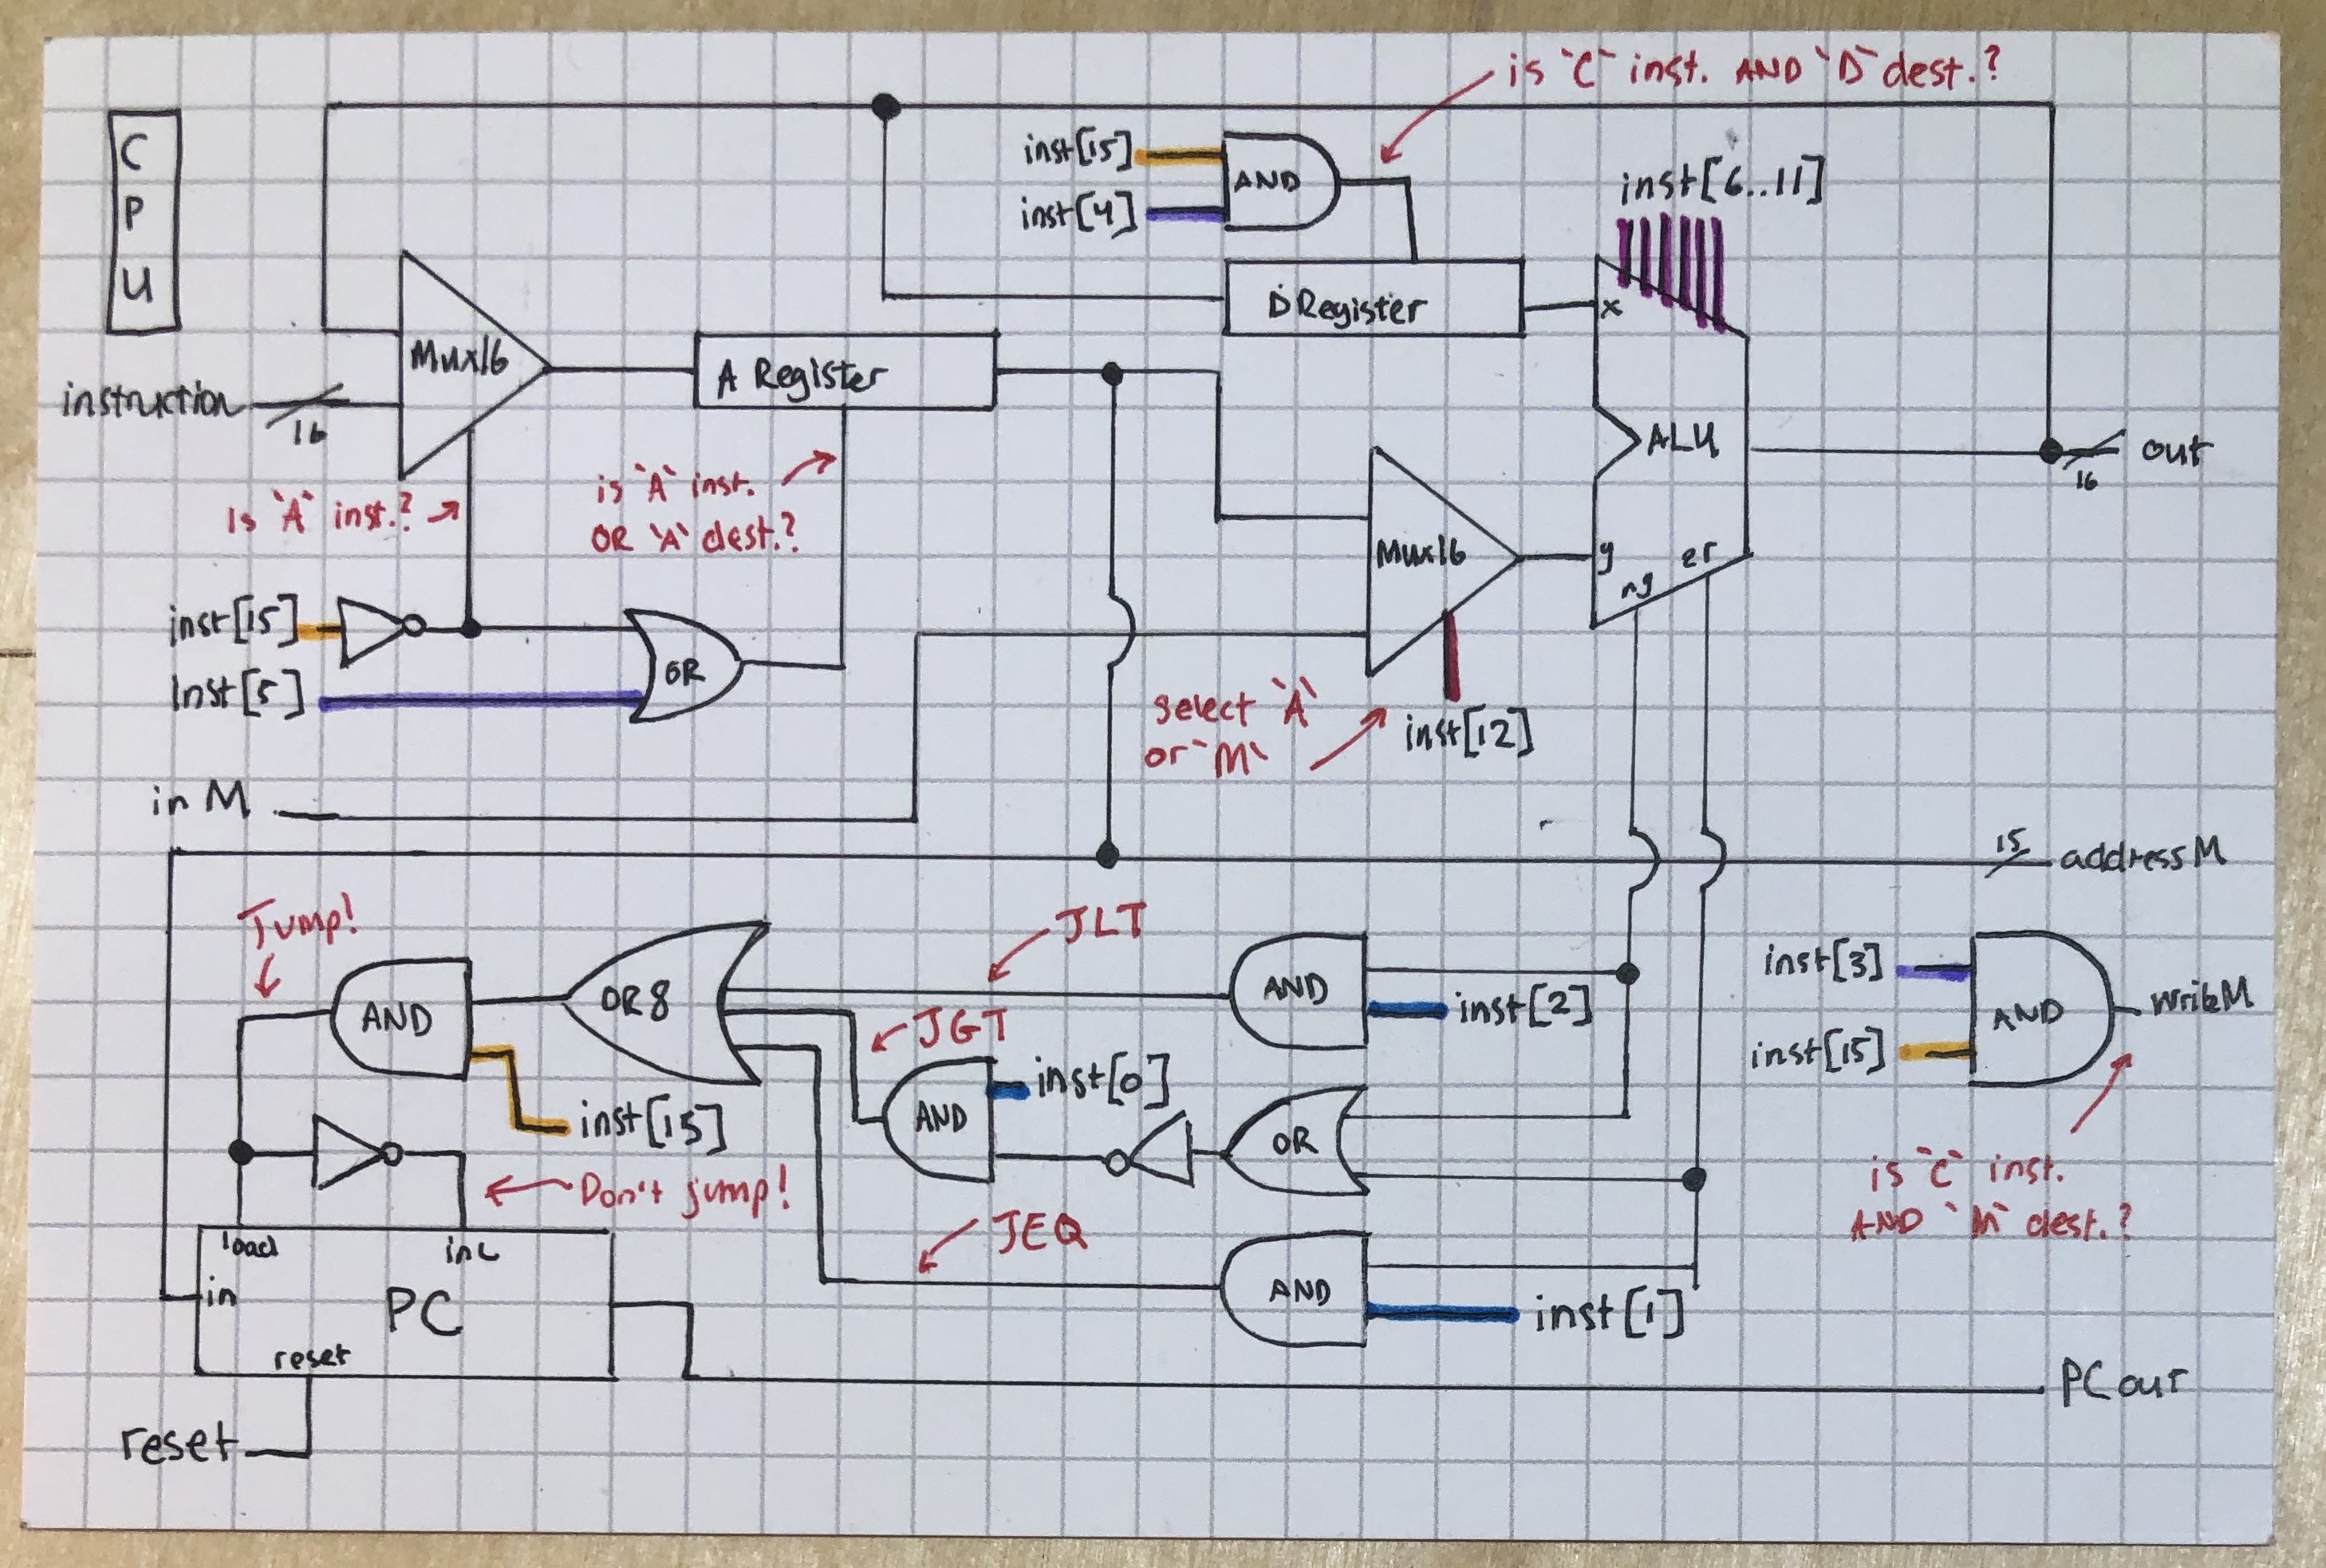 CPU
is `C` inst. AND `D` dest.?
inst[15]
inst[4]
AND
inst[6..11]
D Register
x
Mux16
A Register
instruction
16
ALU
out
16
Is `A` inst.?
is `A` inst.
OR `A` dest.?
Mux16
y
ng
zr
inst[15]
Inst[5]
OR
select `A`
or `M`
inst[12]
in M
15
addressM
Jump!
JLT
AND
OR8
AND
inst[2]
inst[3]
inst[15]
AND
writeM
JGT
inst[0]
AND
OR
inst[15]
Don't jump!
JEQ
is `C` inst.
AND `M` dest.?
load
inc
in
PC
reset
AND
inst[1]
PC out
reset